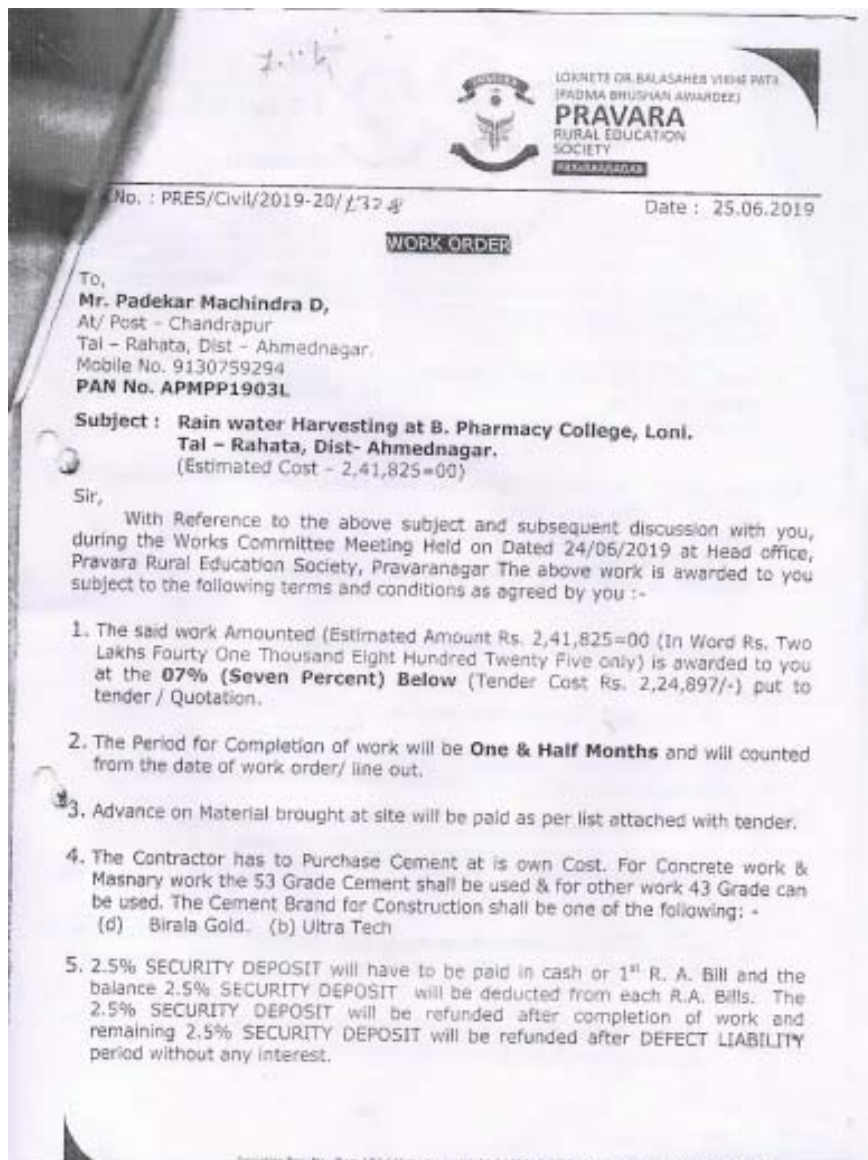 LOKNETE DR. BALASAHEB VIKHE PATIL
(PADMA BHUSHAN AWARDEE)
PRAVARA
RURAL EDUCATION
SOCIETY
PRAVARANAGAR
No. : PRES/Civil/2019-20/
Date : 25.06.2019
WORK ORDER
To,
Mr. Padekar Machindra D,
At/ Post – Chandrapur
Tal – Rahata, Dist – Ahmednagar.
Mobile No. 9130759294
PAN No. APMPP1903L
Subject : Rain water Harvesting at B. Pharmacy College, Loni.
Tal – Rahata, Dist- Ahmednagar.
(Estimated Cost – 2,41,825=00)
Sir,
With Reference to the above subject and subsequent discussion with you,
during the Works Committee Meeting Held on Dated 24/06/2019 at Head office,
Pravara Rural Education Society, Pravaranagar The above work is awarded to you
subject to the following terms and conditions as agreed by you :-
1. The said work Amounted (Estimated Amount Rs. 2,41,825=00 (In Word Rs. Two
Lakhs Fourty One Thousand Eight Hundred Twenty Five only) is awarded to you
at the 07% (Seven Percent) Below (Tender Cost Rs. 2,24,897/-) put to
tender / Quotation.
2. The Period for Completion of work will be One & Half Months and will counted
from the date of work order/ line out.
3. Advance on Material brought at site will be paid as per list attached with tender.
4. The Contractor has to Purchase Cement at is own Cost. For Concrete work &
Masnary work the 53 Grade Cement shall be used & for other work 43 Grade can
be used. The Cement Brand for Construction shall be one of the following: -
(d) Birala Gold. (b) Ultra Tech
5. 2.5% SECURITY DEPOSIT will have to be paid in cash or 1st R. A. Bill and the
balance 2.5% SECURITY DEPOSIT will be deducted from each R.A. Bills. The
2.5% SECURITY DEPOSIT will be refunded after completion of work and
remaining 2.5% SECURITY DEPOSIT will be refunded after DEFECT LIABILITY
period without any interest.